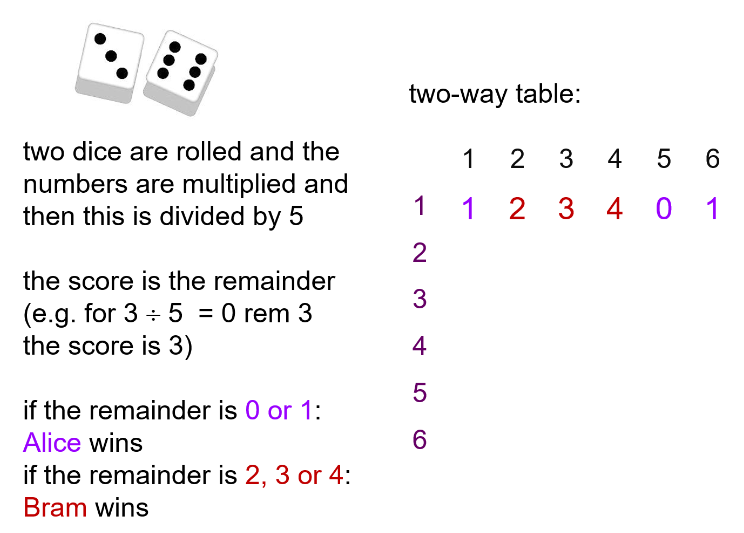 two dice are rolled and the
numbers are multiplied and
then this is divided by 5
the score is the remainder
(e.g. for 3 ÷ 5 = 0 rem 3
the score is 3)
if the remainder is 0 or 1:
Alice wins
if the remainder is 2, 3 or 4:
Bram wins
two-way table:
1 2 3 4 5 6
1 1 2 3 4 0 1
2
3
4
5
6